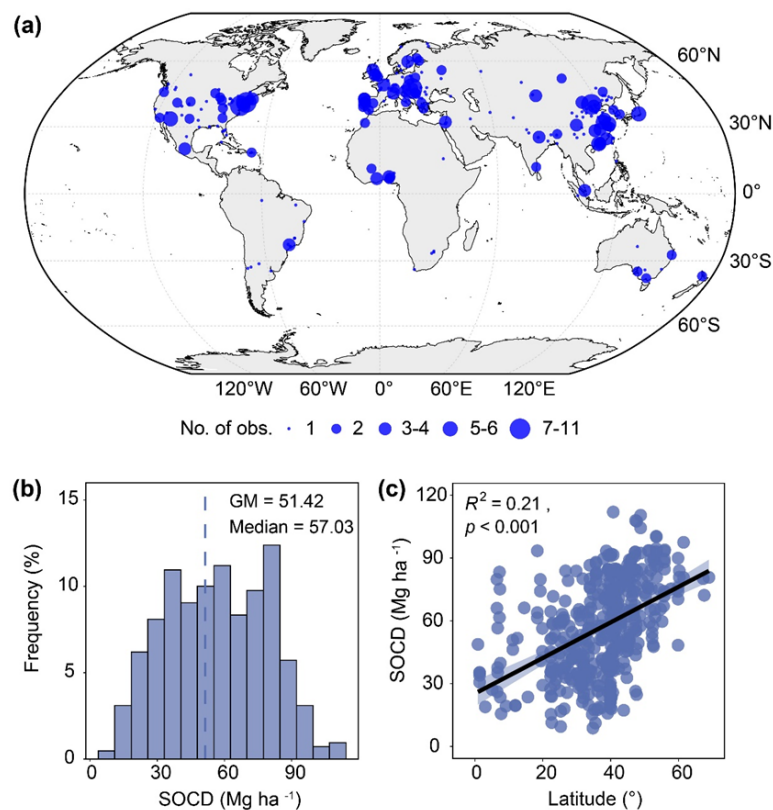 (a)
60°N
30°N
0°
30°S
60°S
120°W 60°W 0° 60°E 120°E
No. of obs. 1 2 3-4 5-6 7-11
(b)
GM = 51.42
Median = 57.03
15
10
5
0
Frequency (%)
0 30 60 90
SOCD (Mg ha⁻¹)
(c)
R² = 0.21 ,
p < 0.001
120
90
60
30
0
SOCD (Mg ha⁻¹)
0 20 40 60
Latitude (°)